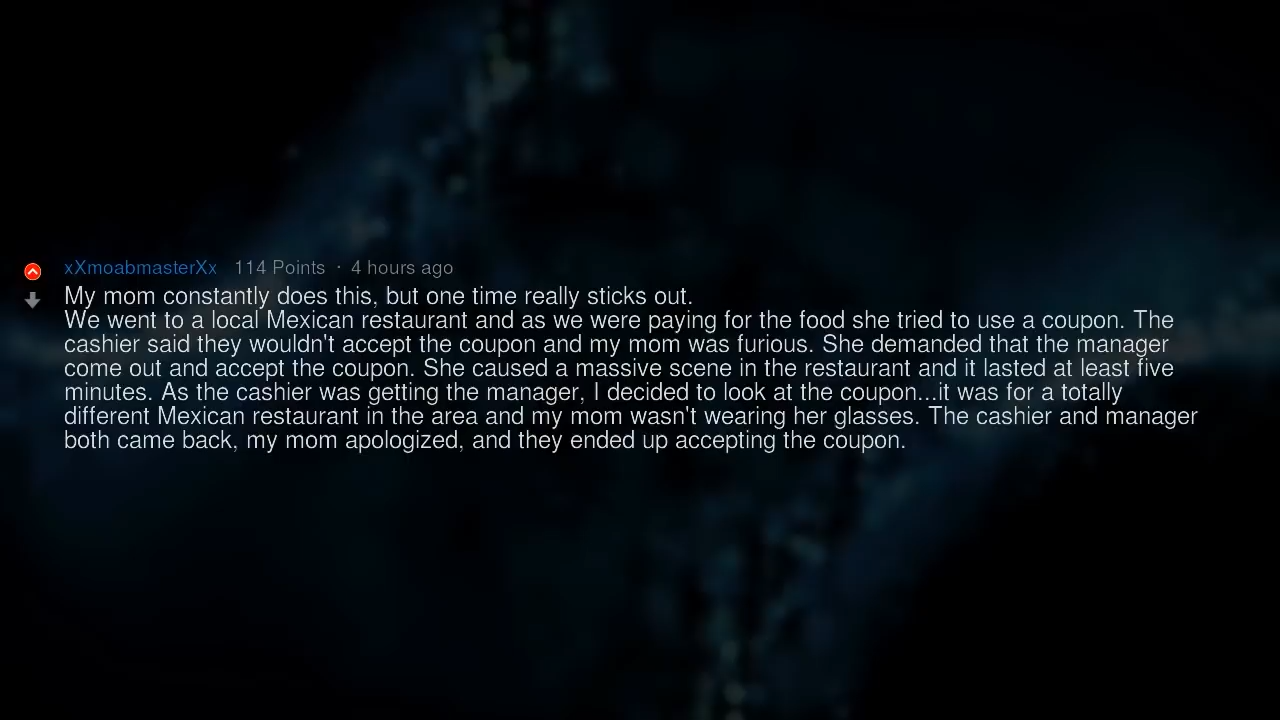 xXmoabmasterXx 114 Points · 4 hours ago
My mom constantly does this, but one time really sticks out.
We went to a local Mexican restaurant and as we were paying for the food she tried to use a coupon. The
cashier said they wouldn't accept the coupon and my mom was furious. She demanded that the manager
come out and accept the coupon. She caused a massive scene in the restaurant and it lasted at least five
minutes. As the cashier was getting the manager, I decided to look at the coupon...it was for a totally
different Mexican restaurant in the area and my mom wasn't wearing her glasses. The cashier and manager
both came back, my mom apologized, and they ended up accepting the coupon.